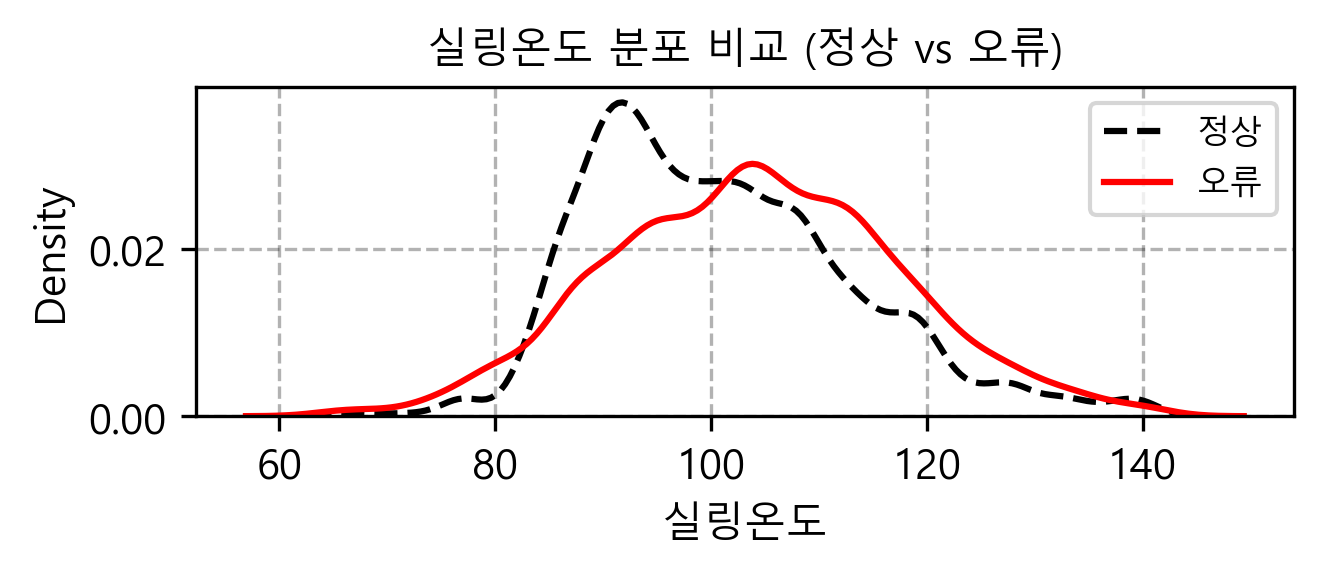 실링온도 분포 비교 (정상 vs 오류)
정상
오류
Density
0.02
0.00
60 80 100 120 140
실링온도